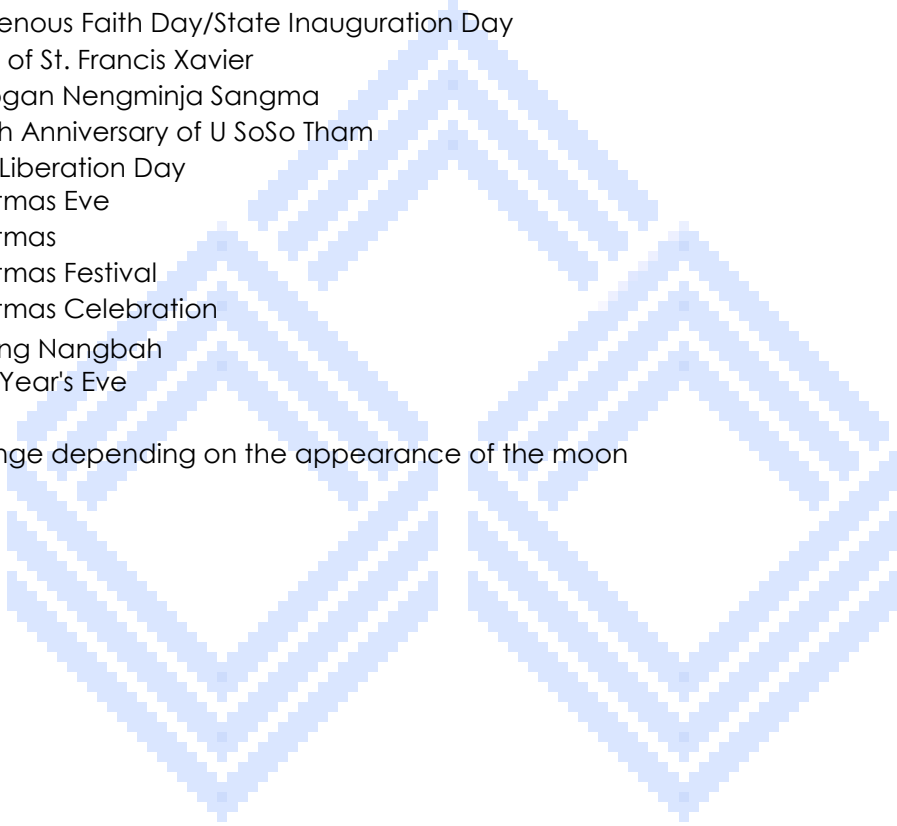 enous Faith Day/State Inauguration Day
of St. Francis Xavier
ogan Nengminja Sangma
h Anniversary of U SoSo Tham
Liberation Day
rmas Eve
rmas
rmas Festival
rmas Celebration
ng Nangbah
Year's Eve
nge depending on the appearance of the moon